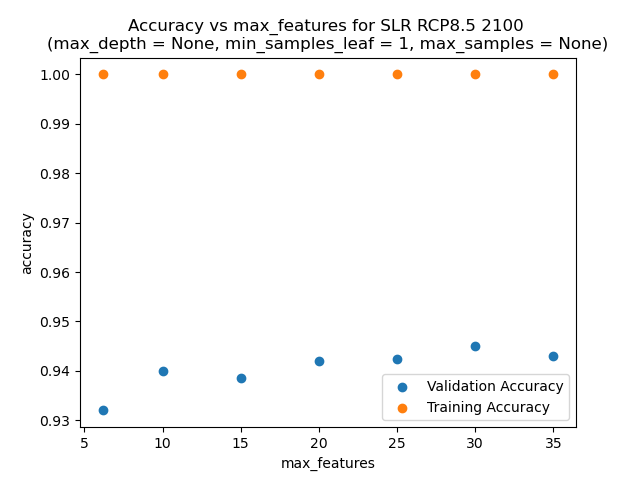 Accuracy vs max_features for SLR RCP8.5 2100
(max_depth = None, min_samples_leaf = 1, max_samples = None)
1.00
0.99
0.98
0.97
0.96
0.95
0.94
0.93
accuracy
5
10
15
20
25
30
35
max_features
Validation Accuracy
Training Accuracy